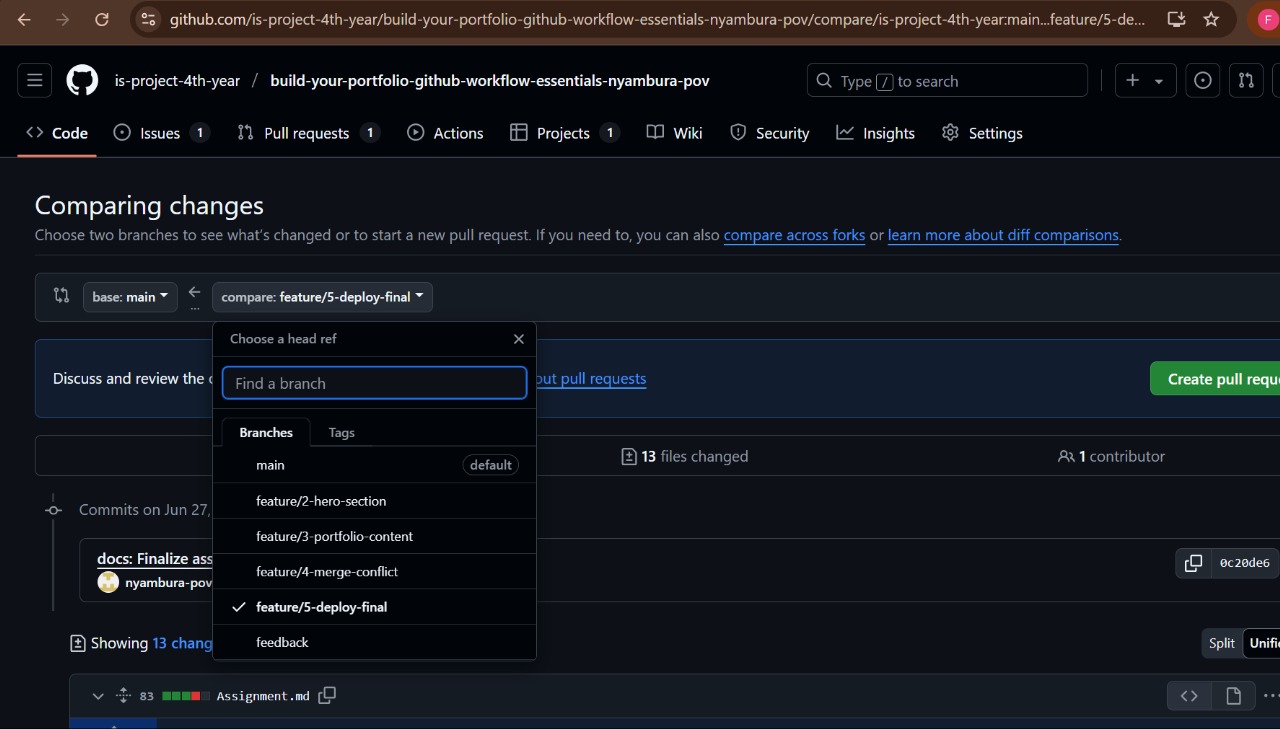 github.com/is-project-4th-year/build-your-portfolio-github-workflow-essentials-nyambura-pov/compare/is-project-4th-year:main...feature/5-de...
F
is-project-4th-year / build-your-portfolio-github-workflow-essentials-nyambura-pov
Type / to search
Code
Issues 1
Pull requests 1
Actions
Projects 1
Wiki
Security
Insights
Settings
Comparing changes
Choose two branches to see what's changed or to start a new pull request. If you need to, you can also compare across forks or learn more about diff comparisons.
base: main
compare: feature/5-deploy-final
Choose a head ref
Find a branch
Discuss and review the
out pull requests
Create pull requ
Branches
Tags
main default
feature/2-hero-section
feature/3-portfolio-content
feature/4-merge-conflict
feature/5-deploy-final
feedback
13 files changed
1 contributor
Commits on Jun 27,
docs: Finalize ass
nyambura-pov
0c20de6
Showing 13 chang
Split
Unifi
83
Assignment.md